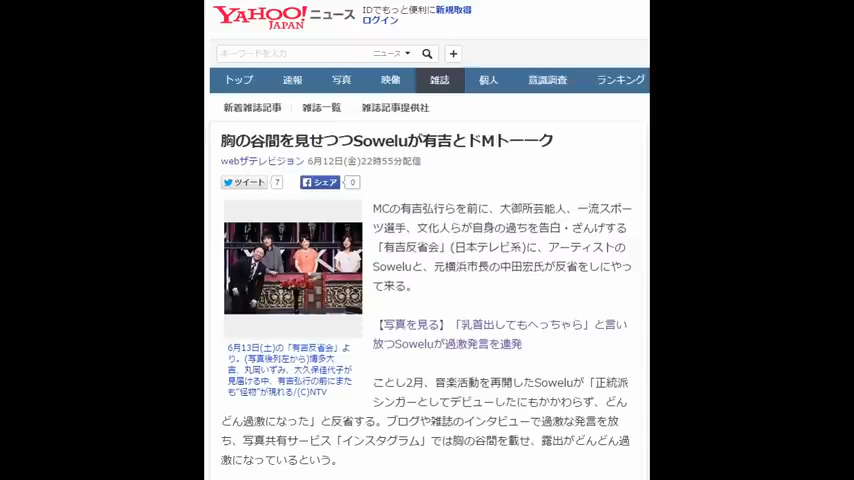 YAHOO! JAPAN ニュース
IDでもっと便利に新規取得
ログイン
キーワードを入力 ニュース
トップ 速報 写真 映像 雑誌 個人 意識調査 ランキング
新着雑誌記事 雑誌一覧 雑誌記事提供社
胸の谷間を見せつつSoweluが有吉とドMトーーク
webザテレビジョン 6月12日(金)22時55分配信
ツイート 7 シェア 0
MCの有吉弘行らを前に、大御所芸能人、一流スポー
ツ選手、文化人らが自身の過ちを告白・ざんげする
「有吉反省会」(日本テレビ系)に、アーティストの
Soweluと、元横浜市長の中田宏氏が反省をしにやっ
て来る。
【写真を見る】「乳首出してもへっちゃら」と言い
放つSoweluが過激発言を連発
6月13日(土)の「有吉反省会」よ
り。(写真後列左から)博多大
吉、丸岡いずみ、大久保佳代子が
見届ける中、有吉弘行の前にまた
も“怪物”が現れる/(C)NTV
ことし2月、音楽活動を再開したSoweluが「正統派
シンガーとしてデビューしたにもかかわらず、どん
どん過激になった」と反省する。ブログや雑誌のインタビューで過激な発言を放
ち、写真共有サービス「インスタグラム」では胸の谷間を載せ、露出がどんどん過
激になっているという。